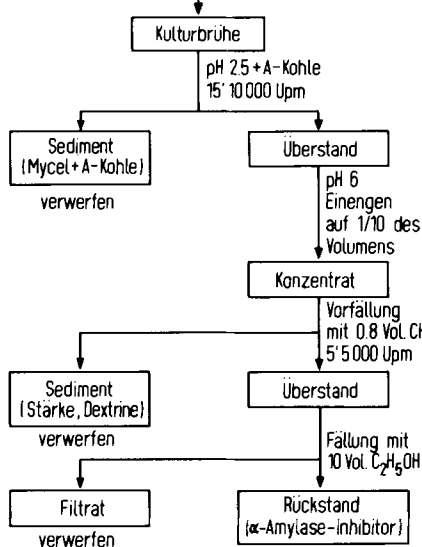 Kulturbrühe
pH 2.5 + A-Kohle
15' 10 000 Upm
Sediment
(Mycel + A-Kohle)
verwerfen
Überstand
pH 6
Einengen
auf 1/10 des
Volumens
Konzentrat
Vorfällung
mit 0.8 Vol.
5' 5 000 Upm
Sediment
(Stärke, Dextrine)
verwerfen
Überstand
Fällung mit
10 Vol. C₂H₅OH
Filtrat
verwerfen
Rückstand
(α-Amylase-Inhibitor)